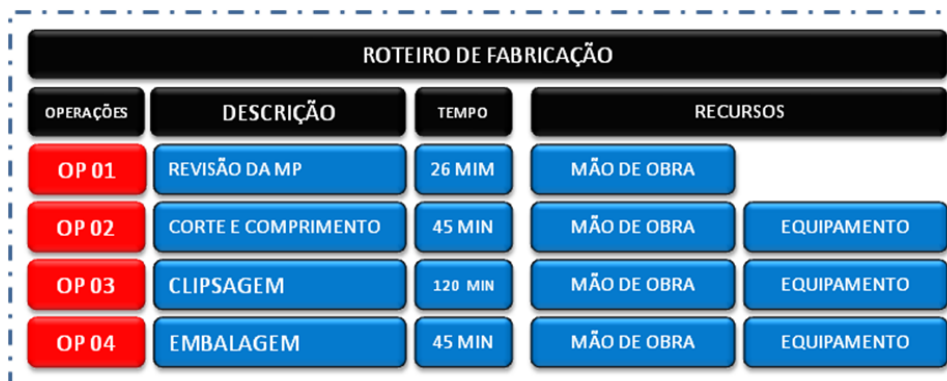 ROTEIRO DE FABRICAÇÃO
OPERAÇÕES DESCRIÇÃO TEMPO RECURSOS
OP 01 REVISÃO DA MP 26 MIM MÃO DE OBRA
OP 02 CORTE E COMPRIMENTO 45 MIN MÃO DE OBRA EQUIPAMENTO
OP 03 CLIPSAGEM 120 MIN MÃO DE OBRA EQUIPAMENTO
OP 04 EMBALAGEM 45 MIN MÃO DE OBRA EQUIPAMENTO